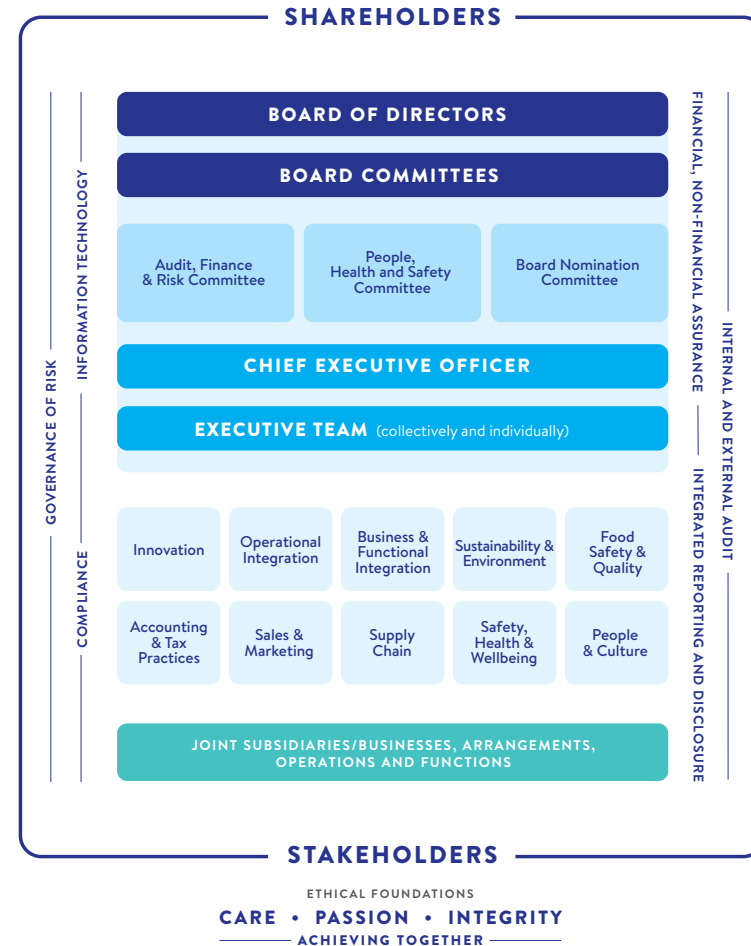 SHAREHOLDERS
GOVERNANCE OF RISK
INFORMATION TECHNOLOGY
COMPLIANCE
BOARD OF DIRECTORS
BOARD COMMITTEES
Audit, Finance
& Risk Committee
People,
Health and Safety
Committee
Board Nomination
Committee
CHIEF EXECUTIVE OFFICER
EXECUTIVE TEAM (collectively and individually)
Innovation
Operational
Integration
Business &
Functional
Integration
Sustainability &
Environment
Food
Safety &
Quality
Accounting
& Tax
Practices
Sales &
Marketing
Supply
Chain
Safety,
Health &
Wellbeing
People
& Culture
JOINT SUBSIDIARIES/BUSINESSES, ARRANGEMENTS,
OPERATIONS AND FUNCTIONS
FINANCIAL, NON-FINANCIAL ASSURANCE
INTEGRATED REPORTING AND DISCLOSURE
INTERNAL AND EXTERNAL AUDIT
STAKEHOLDERS
ETHICAL FOUNDATIONS
CARE • PASSION • INTEGRITY
ACHIEVING TOGETHER